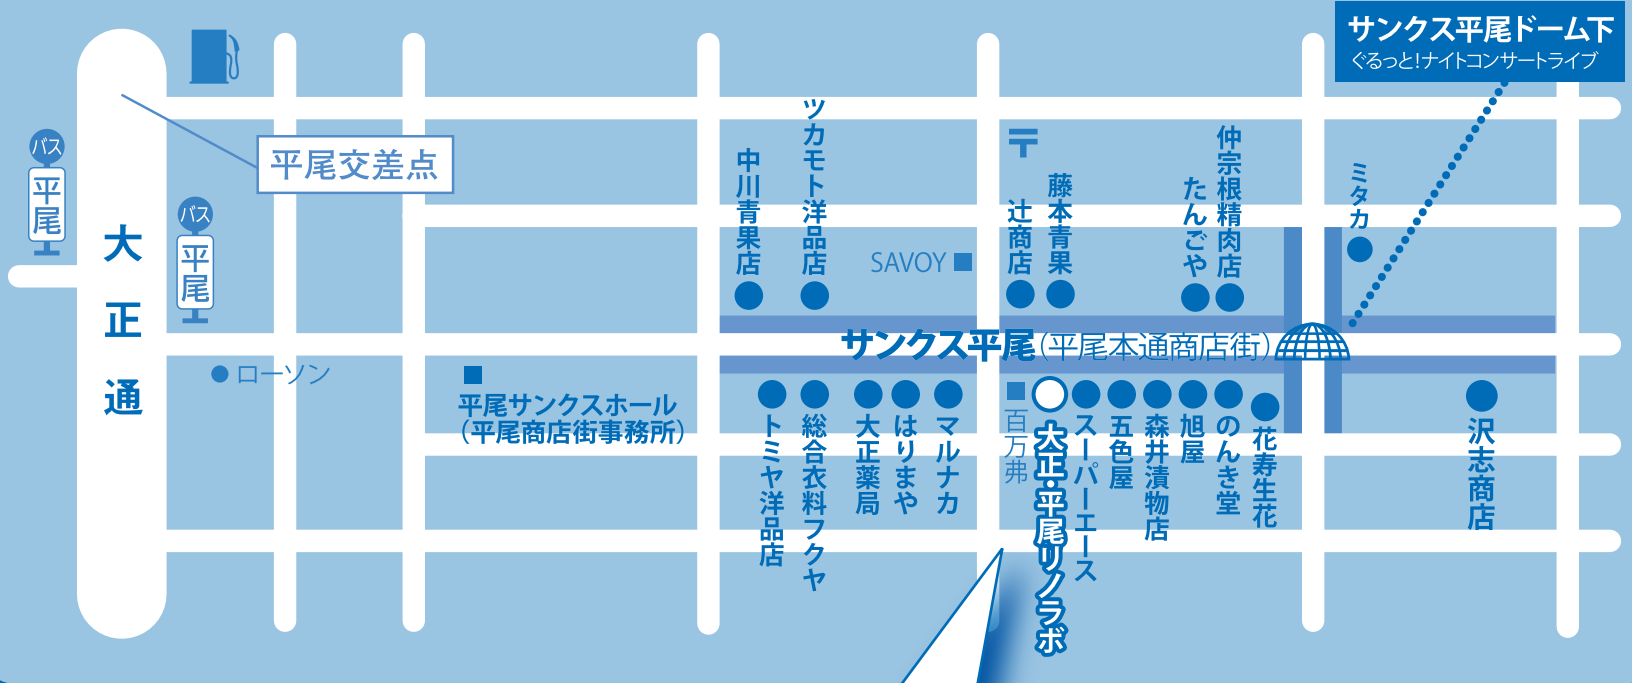 サンクス平尾ドーム下
ぐるっと!ナイトコンサートライブ
バス
平尾
バス
平尾
平尾交差点
大正通
中川青果店
ツカモト洋品店
SAVOY
〒
辻商店
藤本青果
たんごや
仲宗根精肉店
ミタカ
サンクス平尾(平尾本通商店街)
ローソン
平尾サンクスホール
(平尾商店街事務所)
トミヤ洋品店
総合衣料フクヤ
大正薬局
はりまや
マルナカ
百万弗
大正・平尾リノラボ
スーパーエース
五色屋
森井漬物店
旭屋
のんき堂
花寿生花
沢志商店